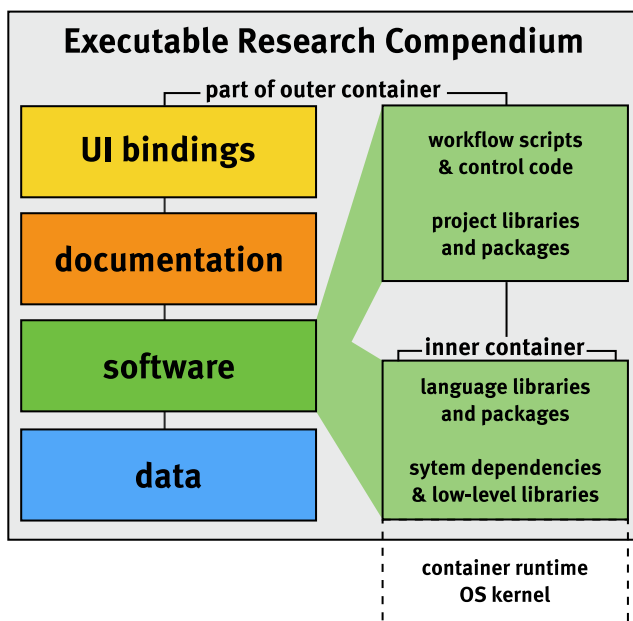 Executable Research Compendium
part of outer container
UI bindings
documentation
software
data
workflow scripts
& control code
project libraries
and packages
inner container
language libraries
and packages
sytem dependencies
& low-level libraries
container runtime
OS kernel